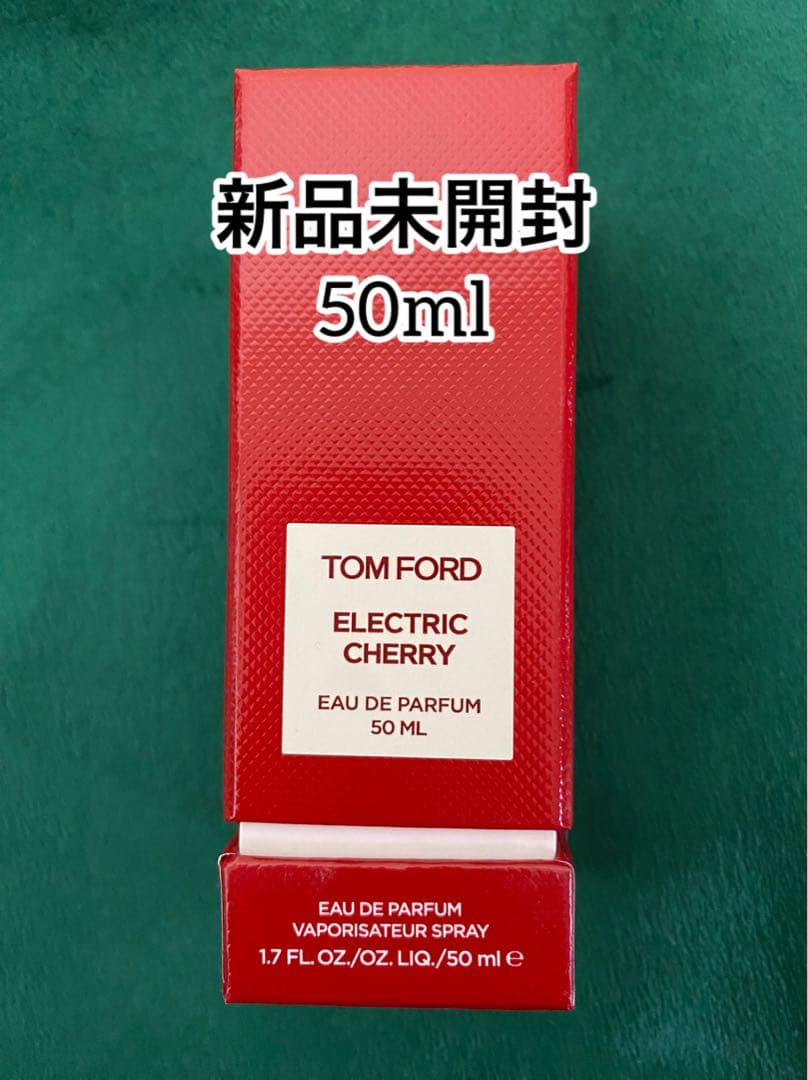 新品未開封
50ml
TOM FORD
ELECTRIC
CHERRY
EAU DE PARFUM
50 ML
EAU DE PARFUM
VAPORISATEUR SPRAY
1.7 FL. OZ./OZ. LIQ./50 ml ℮